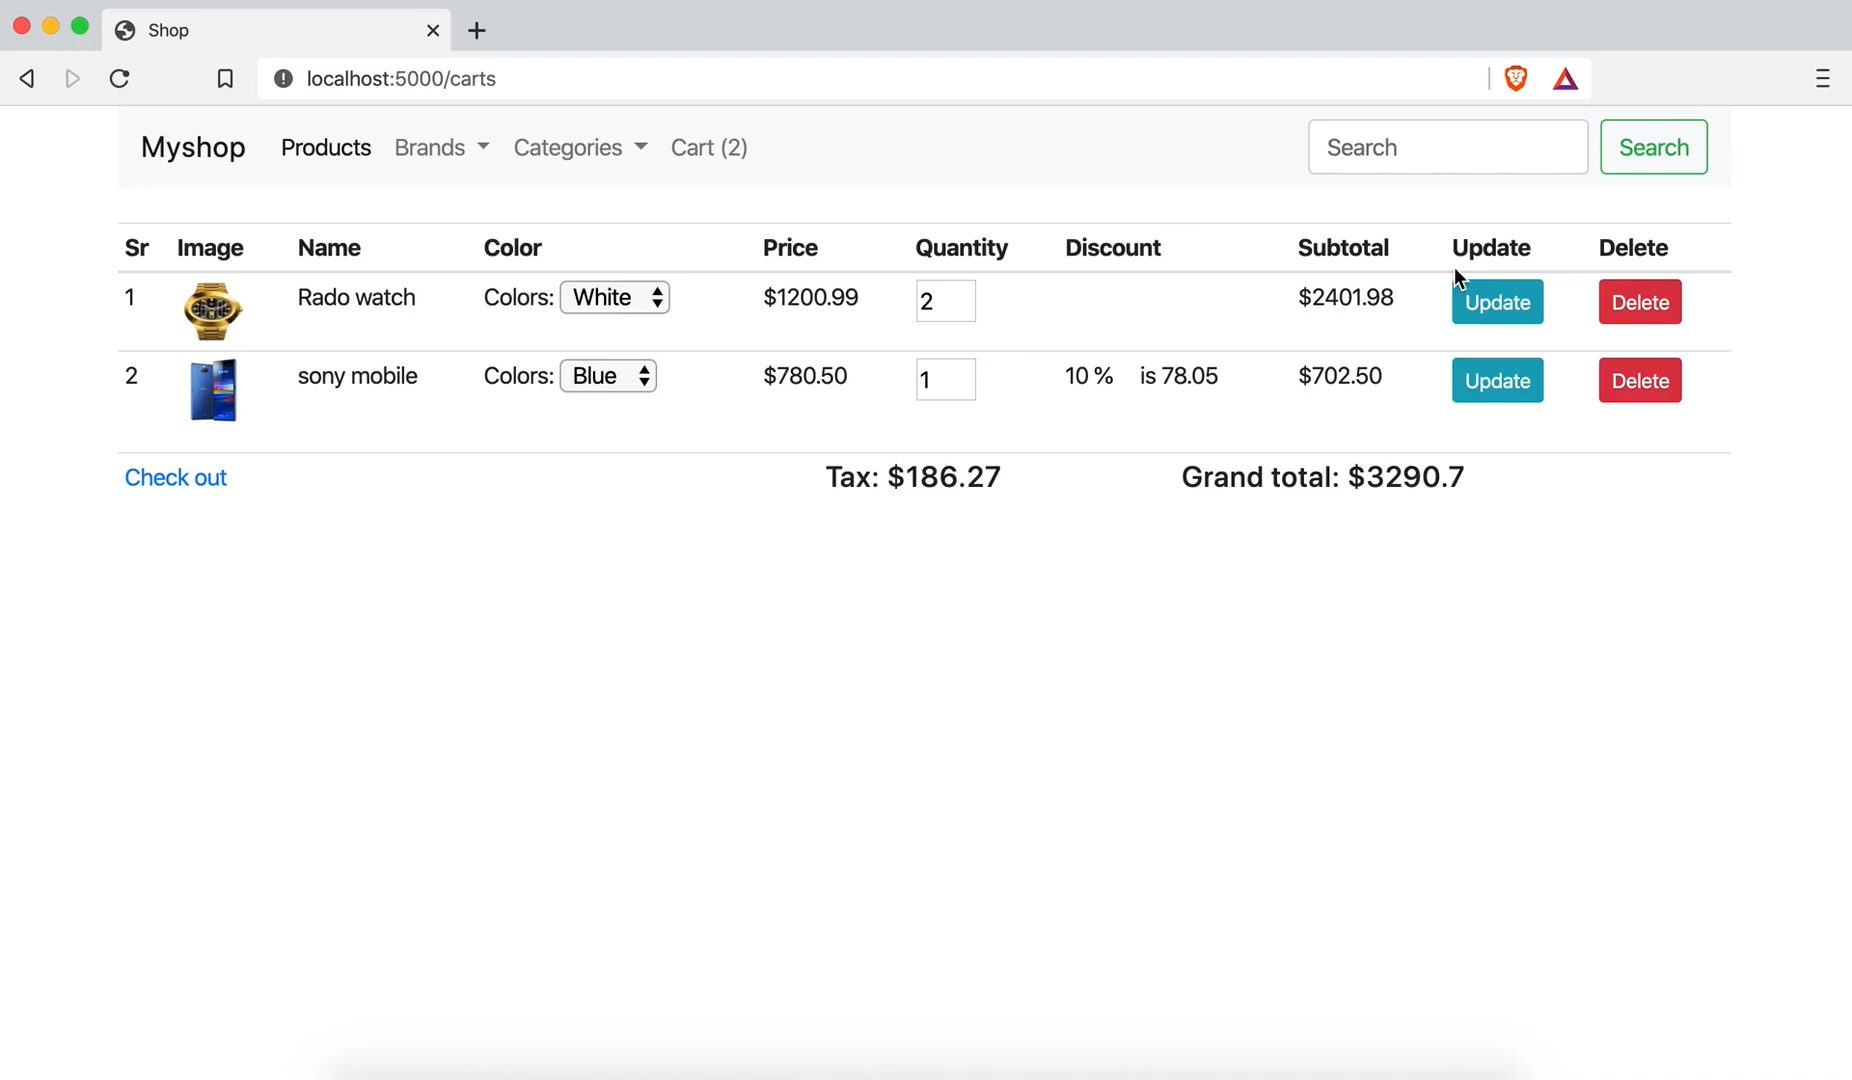 Shop
localhost:5000/carts
Myshop Products Brands Categories Cart (2) Search Search
Sr Image Name Color Price Quantity Discount Subtotal Update Delete
1 Rado watch Colors: White $1200.99 2 $2401.98 Update Delete
2 sony mobile Colors: Blue $780.50 1 10 % is 78.05 $702.50 Update Delete
Check out Tax: $186.27 Grand total: $3290.7